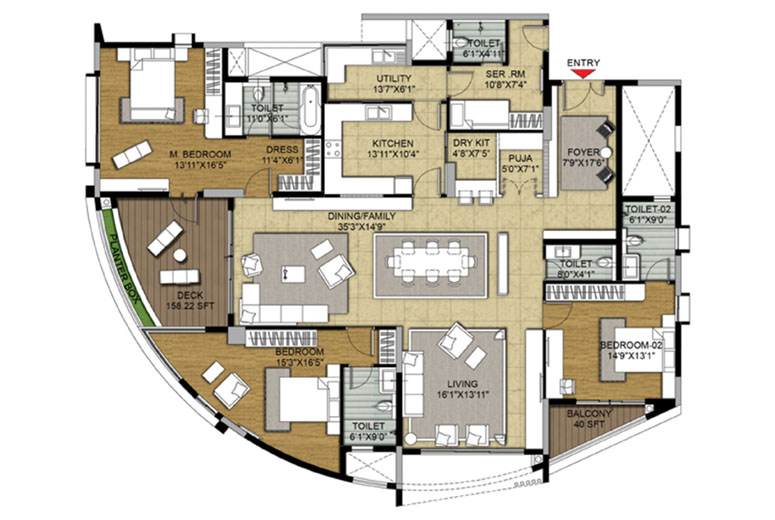 TOILET
6'1"X4'11"
ENTRY
UTILITY
13'7"X6'1"
SER .RM
10'8"X7'4"
TOILET
11'0"X6'1"
KITCHEN
13'11"X10'4"
DRY KIT
4'8"X7'5"
PUJA
5'0"X7'1"
FOYER
7'9"X17'6"
M. BEDROOM
13'11"X16'5"
DRESS
11'4"X6'1"
DINING/FAMILY
35'3"X14'9"
TOILET-02
6'1"X9'0"
PLANTER BOX
TOILET
8'0"X4'1"
DECK
158.22 SFT
BEDROOM
15'3"X16'5"
BEDROOM-02
14'9"X13'1"
LIVING
16'1"X13'11"
TOILET
6'1"X9'0"
BALCONY
40 SFT